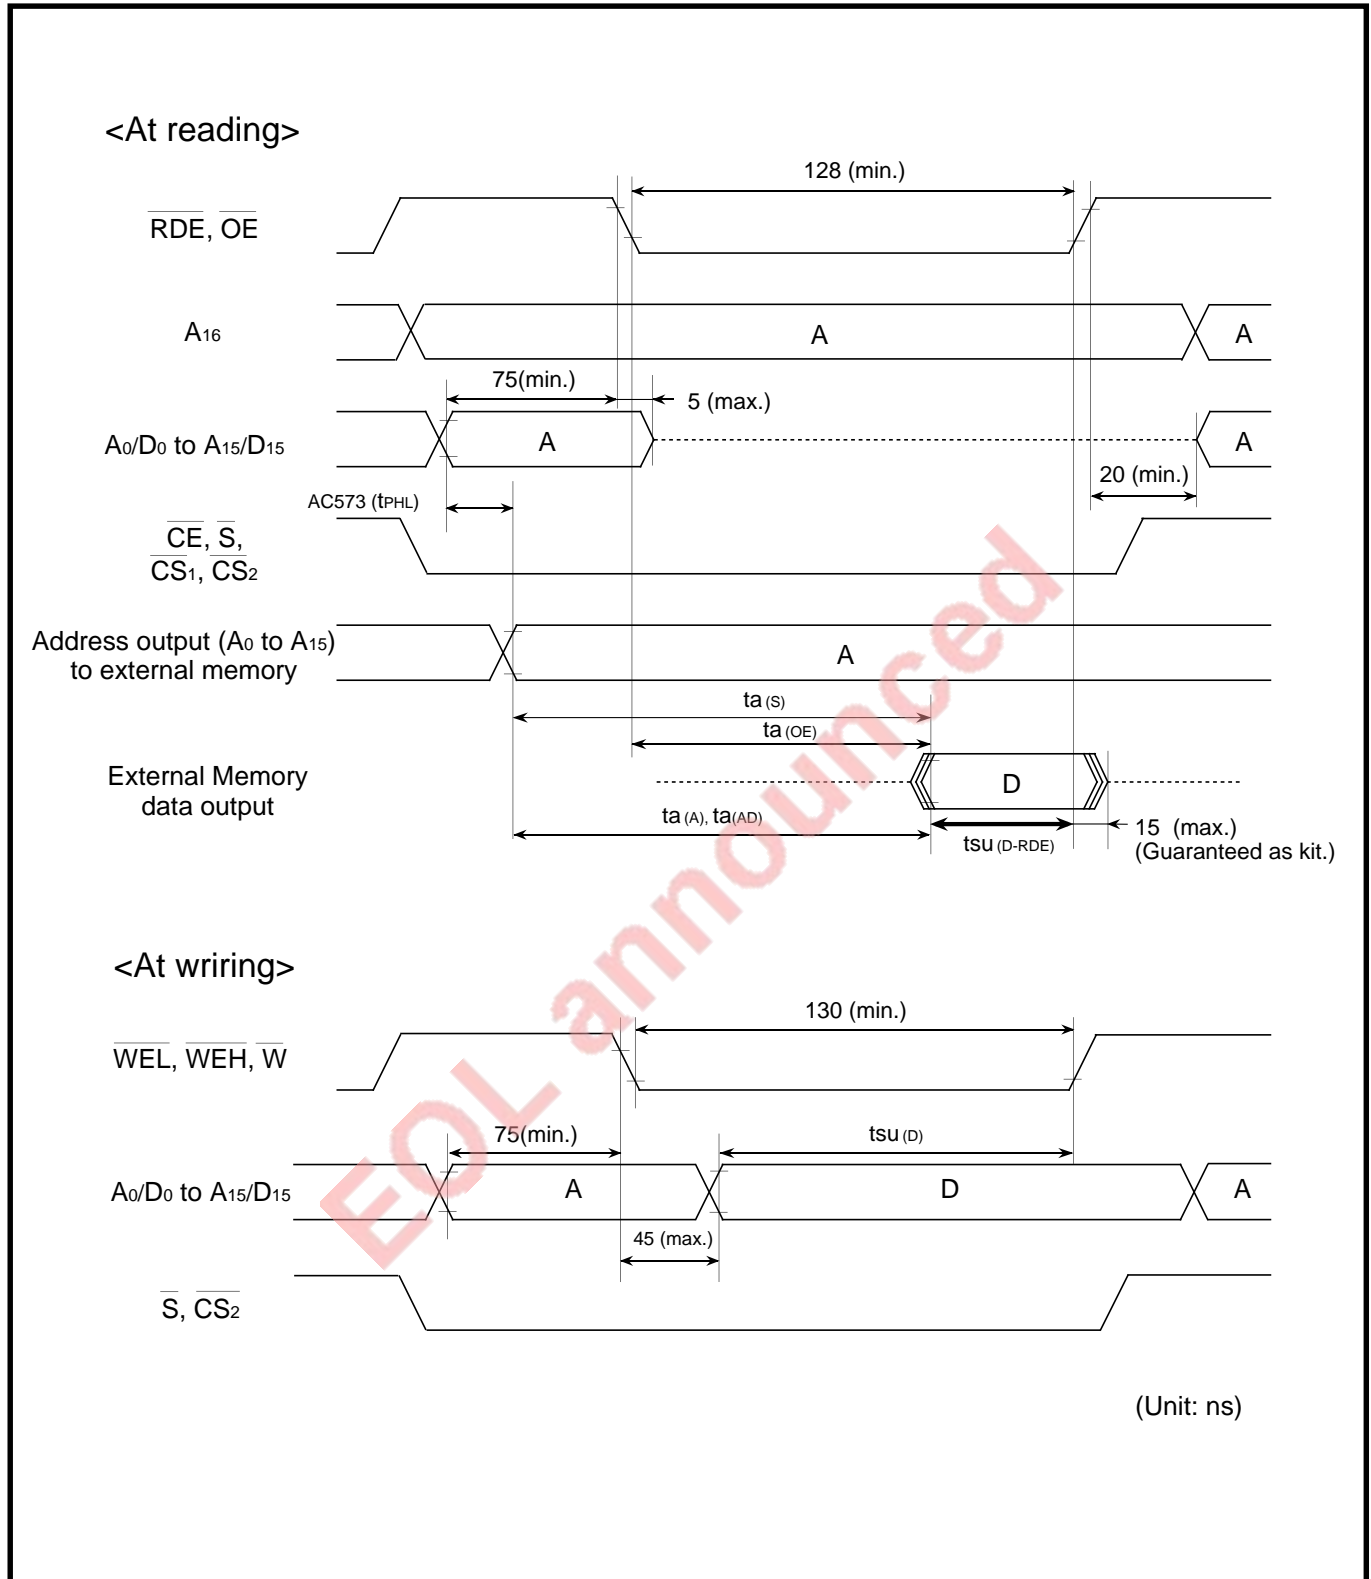 <At reading>
128 (min.)
RDE, OE
A16
A
A
75(min.)
5 (max.)
A0/D0 to A15/D15
A
A
20 (min.)
AC573 (tPHL)
CE, S,
CS1, CS2
Address output (A0 to A15)
to external memory
A
ta (S)
ta (OE)
External Memory
data output
D
ta (A), ta(AD)
tsu (D-RDE)
15 (max.)
(Guaranteed as kit.)
<At wriring>
130 (min.)
WEL, WEH, W
75(min.)
tsu (D)
A0/D0 to A15/D15
A
D
A
45 (max.)
S, CS2
(Unit: ns)
EOL announced